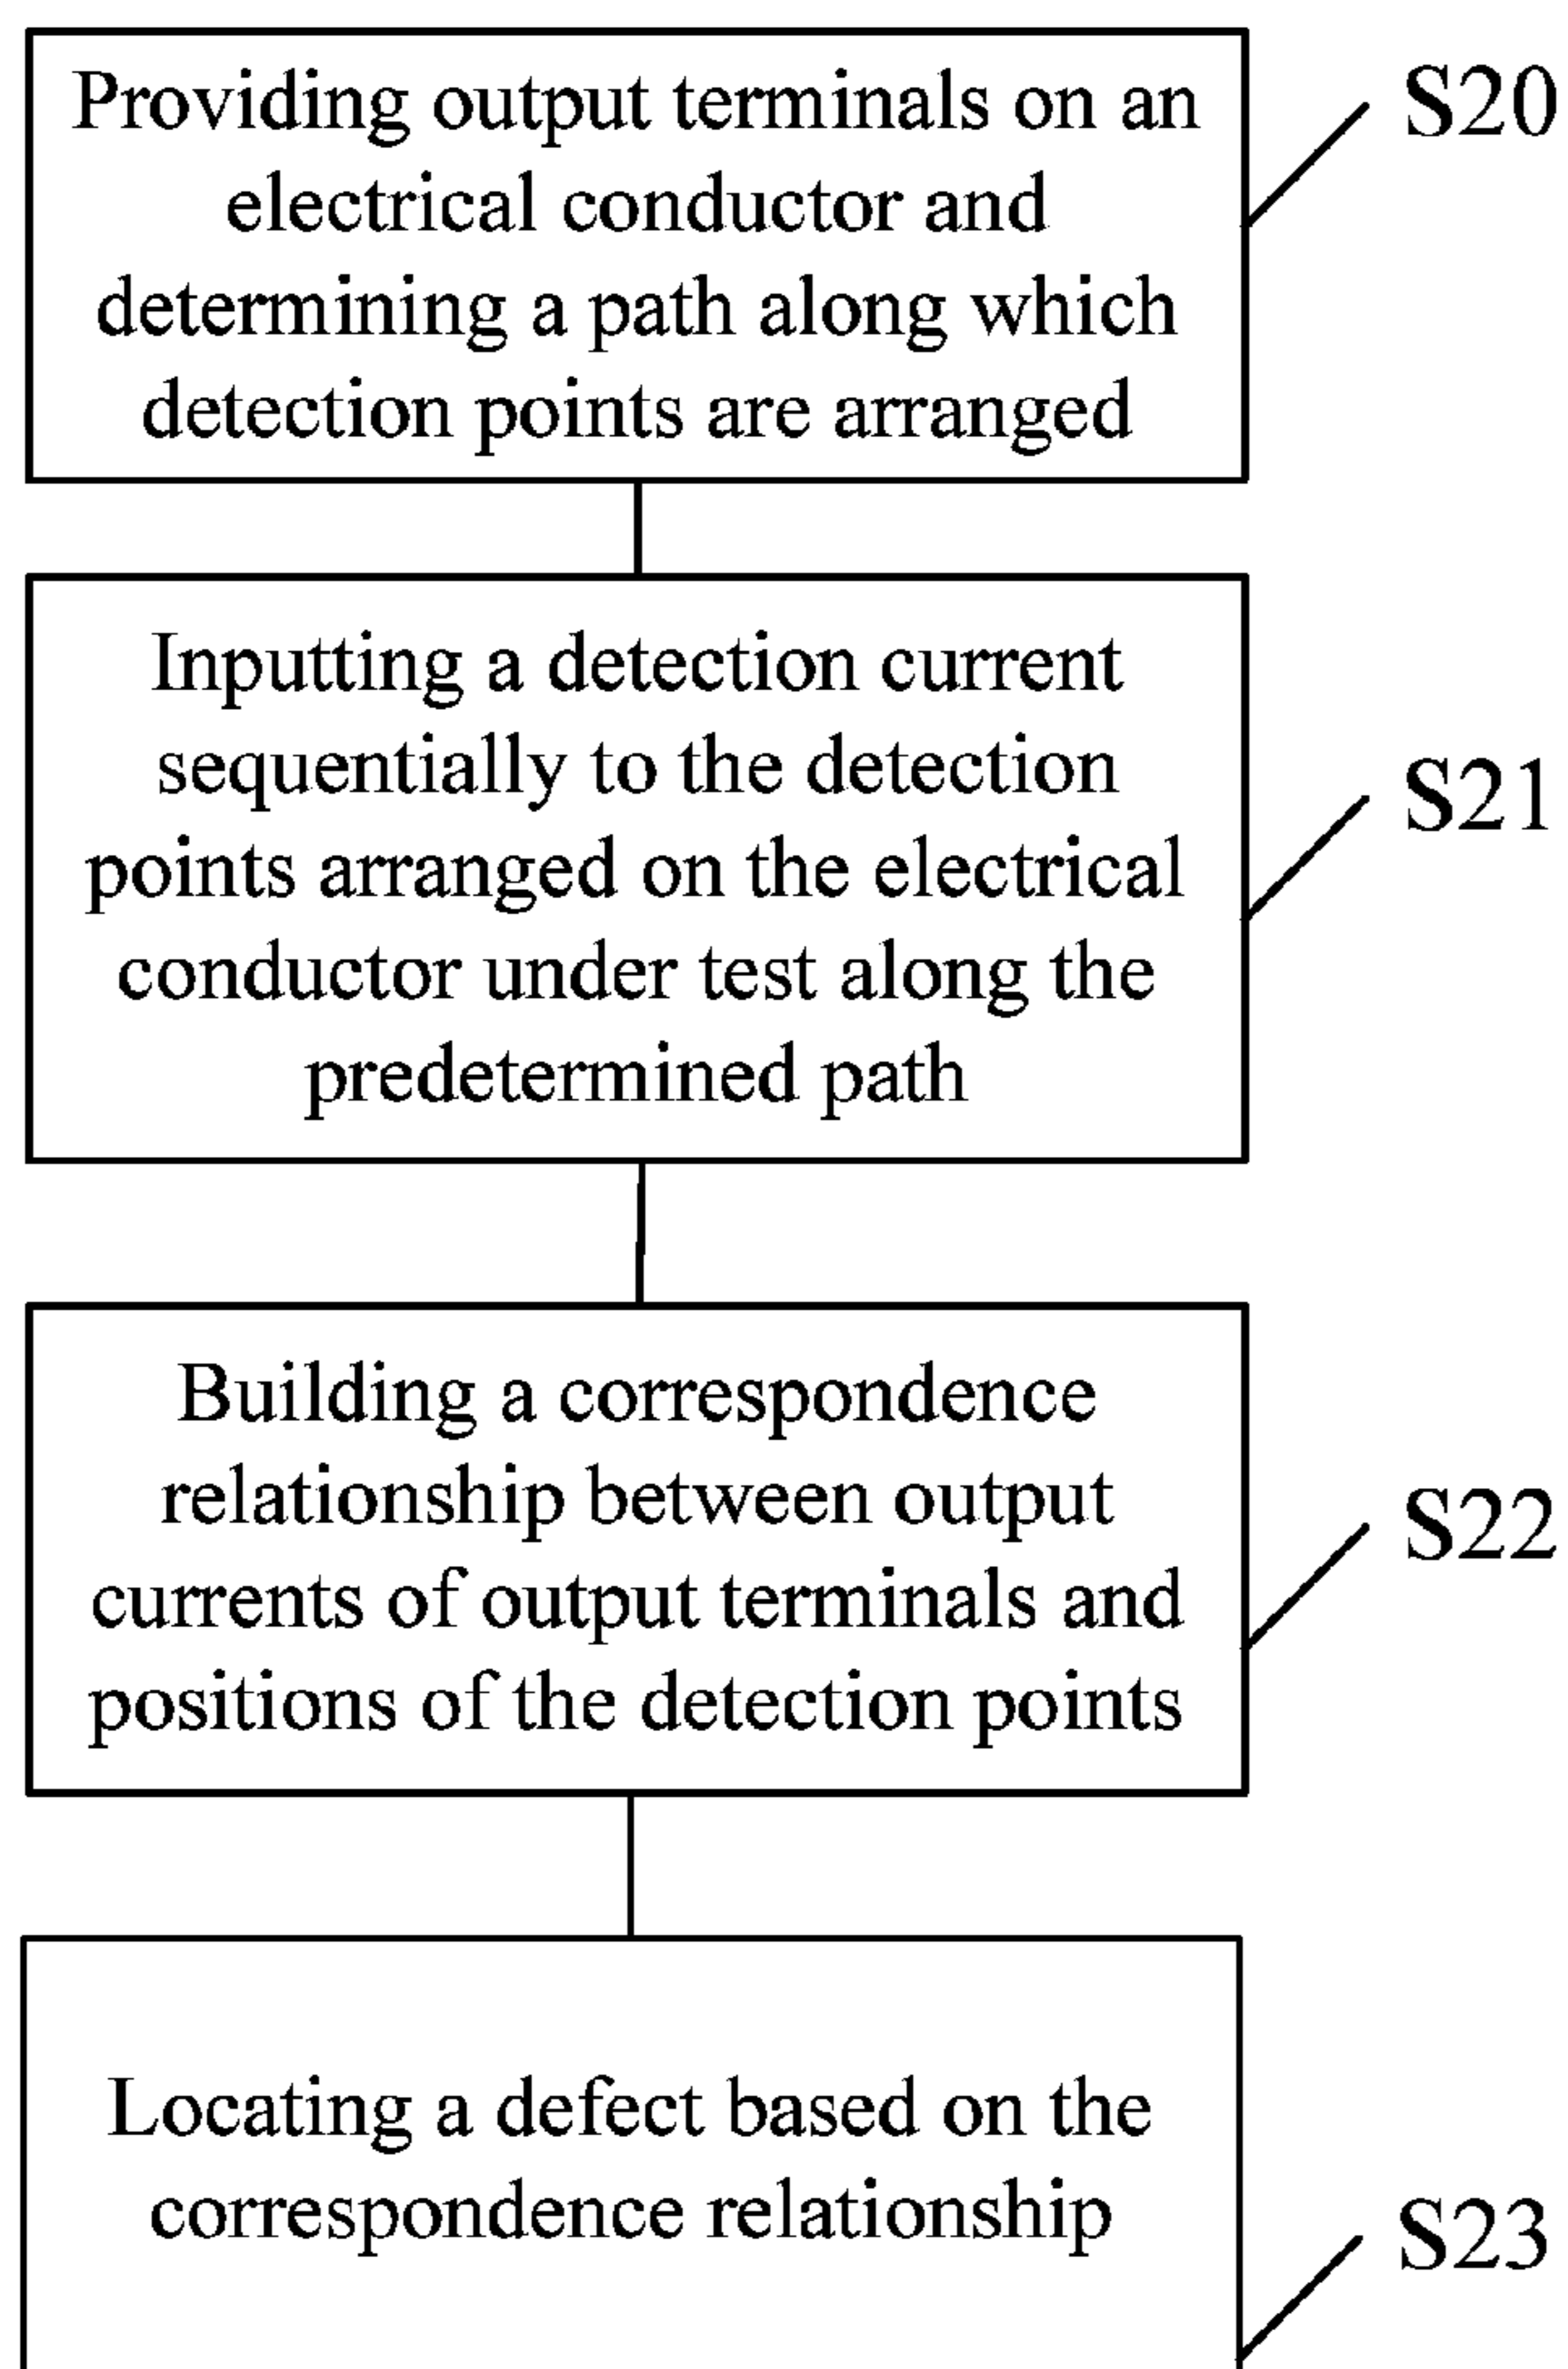 Providing output terminals on an
electrical conductor and
determining a path along which
detection points are arranged
S20
Inputting a detection current
sequentially to the detection
points arranged on the electrical
conductor under test along the
predetermined path
S21
Building a correspondence
relationship between output
currents of output terminals and
positions of the detection points
S22
Locating a defect based on the
correspondence relationship
S23